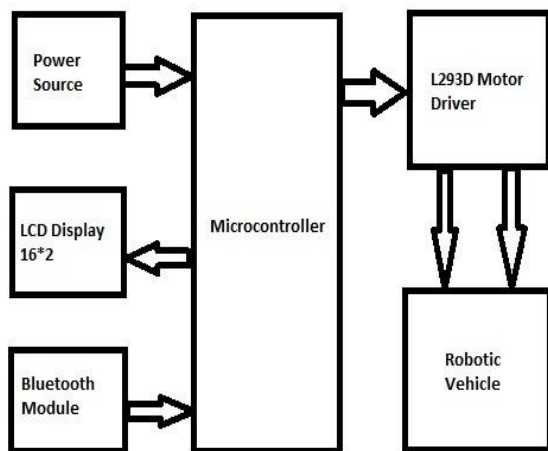 Power
Source
L293D Motor
Driver
LCD Display
16*2
Microcontroller
Bluetooth
Module
Robotic
Vehicle